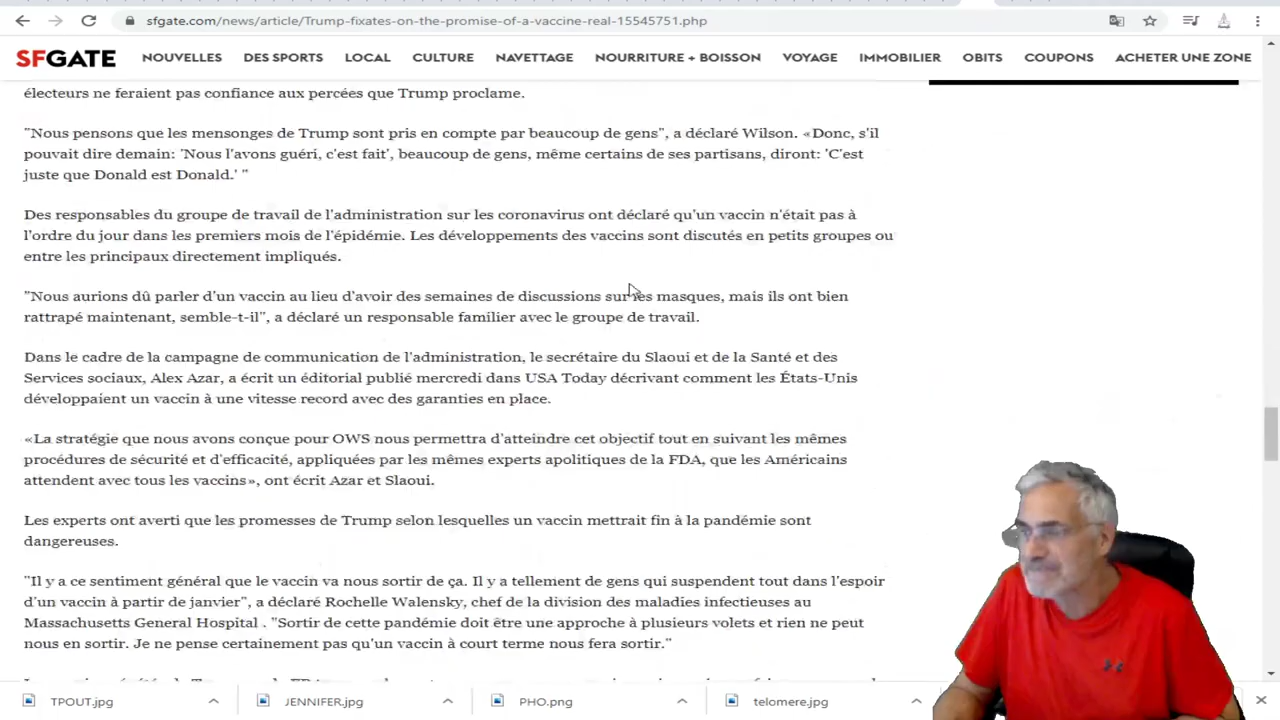 sfgate.com/news/article/Trump-fixates-on-the-promise-of-a-vaccine-real-15545751.php
SFGATE NOUVELLES DES SPORTS LOCAL CULTURE NAVETTAGE NOURRITURE + BOISSON VOYAGE IMMOBILIER OBITS COUPONS ACHETER UNE ZONE
électeurs ne feraient pas confiance aux percées que Trump proclame.
"Nous pensons que les mensonges de Trump sont pris en compte par beaucoup de gens", a déclaré Wilson. «Donc, s'il
pouvait dire demain: 'Nous l'avons guéri, c'est fait', beaucoup de gens, même certains de ses partisans, diront: 'C'est
juste que Donald est Donald.' "
Des responsables du groupe de travail de l'administration sur les coronavirus ont déclaré qu'un vaccin n'était pas à
l'ordre du jour dans les premiers mois de l'épidémie. Les développements des vaccins sont discutés en petits groupes ou
entre les principaux directement impliqués.
"Nous aurions dû parler d'un vaccin au lieu d'avoir des semaines de discussions sur les masques, mais ils ont bien
rattrapé maintenant, semble-t-il", a déclaré un responsable familier avec le groupe de travail.
Dans le cadre de la campagne de communication de l'administration, le secrétaire du Slaoui et de la Santé et des
Services sociaux, Alex Azar, a écrit un éditorial publié mercredi dans USA Today décrivant comment les États-Unis
développaient un vaccin à une vitesse record avec des garanties en place.
«La stratégie que nous avons conçue pour OWS nous permettra d'atteindre cet objectif tout en suivant les mêmes
procédures de sécurité et d'efficacité, appliquées par les mêmes experts apolitiques de la FDA, que les Américains
attendent avec tous les vaccins», ont écrit Azar et Slaoui.
Les experts ont averti que les promesses de Trump selon lesquelles un vaccin mettrait fin à la pandémie sont
dangereuses.
"Il y a ce sentiment général que le vaccin va nous sortir de ça. Il y a tellement de gens qui suspendent tout dans l'espoir
d'un vaccin à partir de janvier", a déclaré Rochelle Walensky, chef de la division des maladies infectieuses au
Massachusetts General Hospital . "Sortir de cette pandémie doit être une approche à plusieurs volets et rien ne peut
nous en sortir. Je ne pense certainement pas qu'un vaccin à court terme nous fera sortir."
TPOUT.jpg JENNIFER.jpg PHO.png telomere.jpg